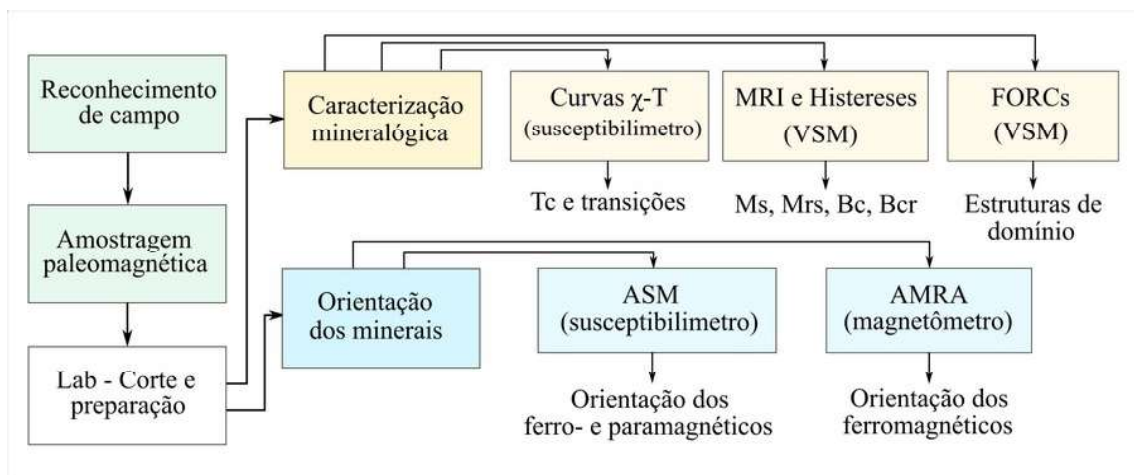 Reconhecimento
de campo
Amostragem
paleomagnética
Lab - Corte e
preparação
Caracterização
mineralógica
Curvas χ-T
(susceptibilimetro)
Tc e transições
MRI e Histereses
(VSM)
Ms, Mrs, Bc, Bcr
FORCs
(VSM)
Estruturas de
domínio
Orientação
dos minerais
ASM
(susceptibilimetro)
Orientação dos
ferro- e paramagnéticos
AMRA
(magnetômetro)
Orientação dos
ferromagnéticos